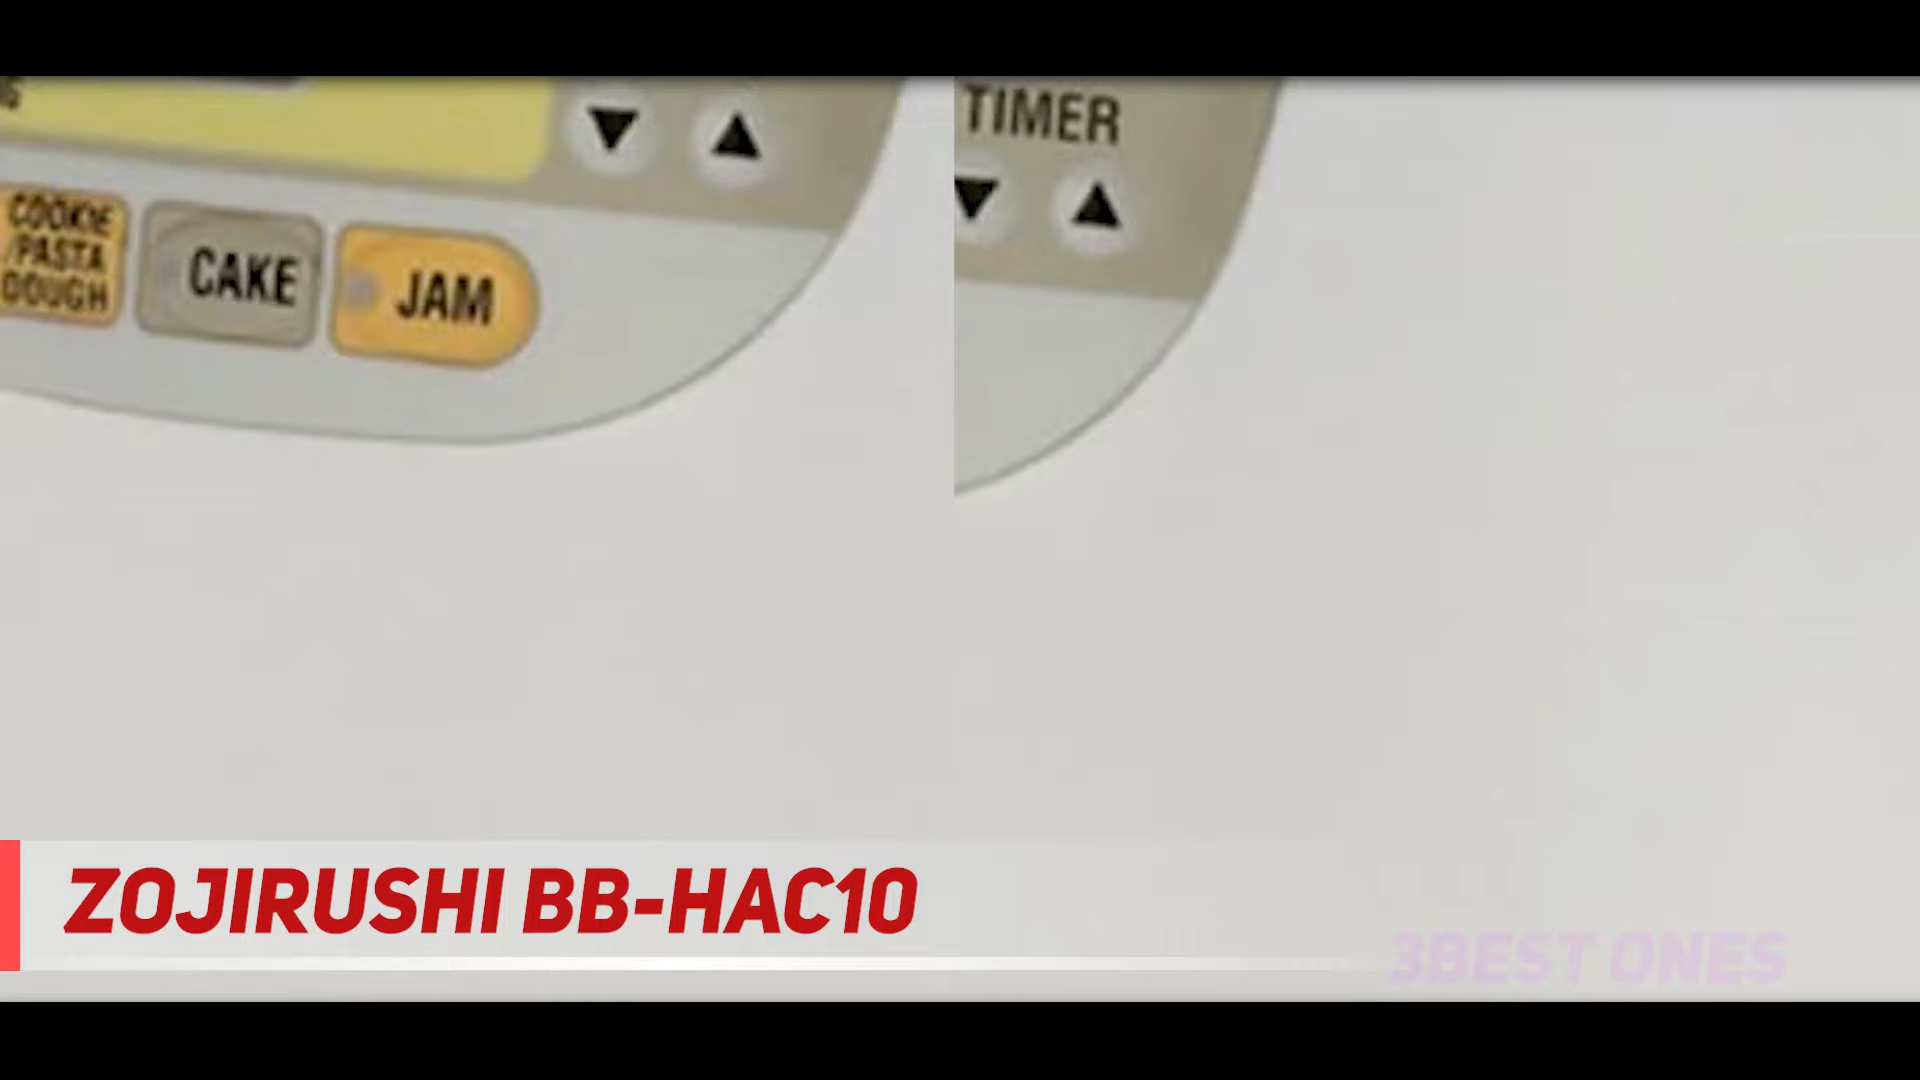 TIMER
COOKIE
/PASTA
DOUGH
CAKE
JAM
ZOJIRUSHI BB-HAC10
3BEST ONES